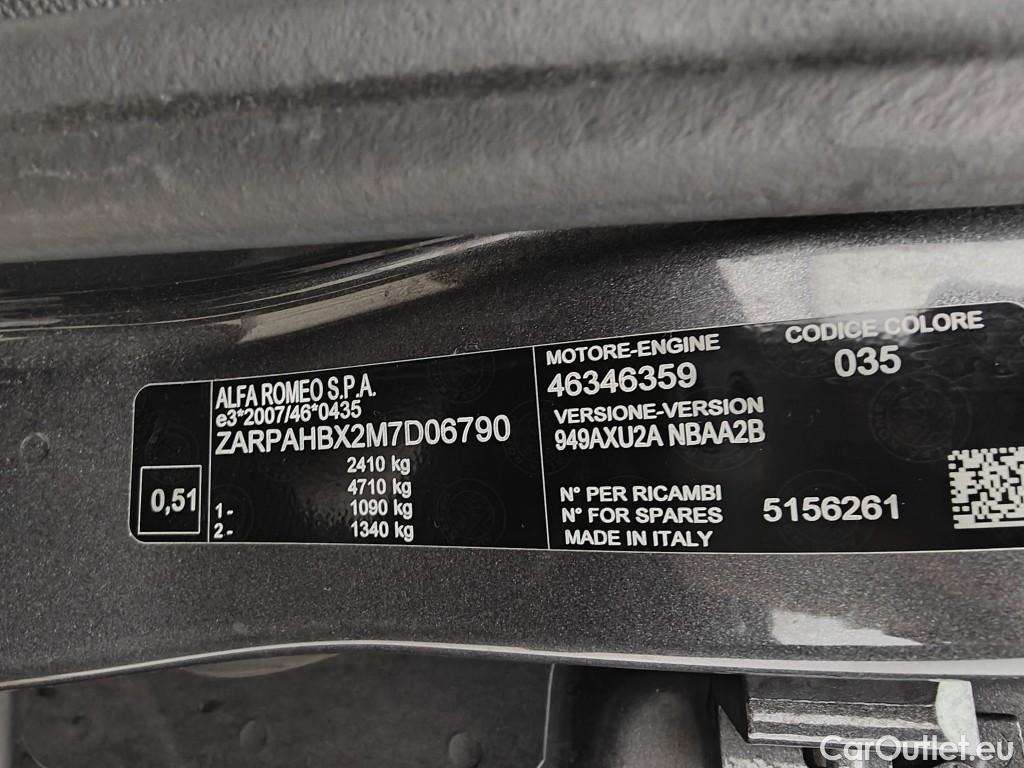 0,51
ALFA ROMEO S.P.A.
e3*2007/46*0435
ZARPAHBX2M7D06790
2410 kg
4710 kg
1- 1090 kg
2- 1340 kg
MOTORE-ENGINE
46346359
CODICE COLORE
035
VERSIONE-VERSION
949AXU2A NBAA2B
N° PER RICAMBI
N° FOR SPARES 5156261
MADE IN ITALY
CarOutlet.eu